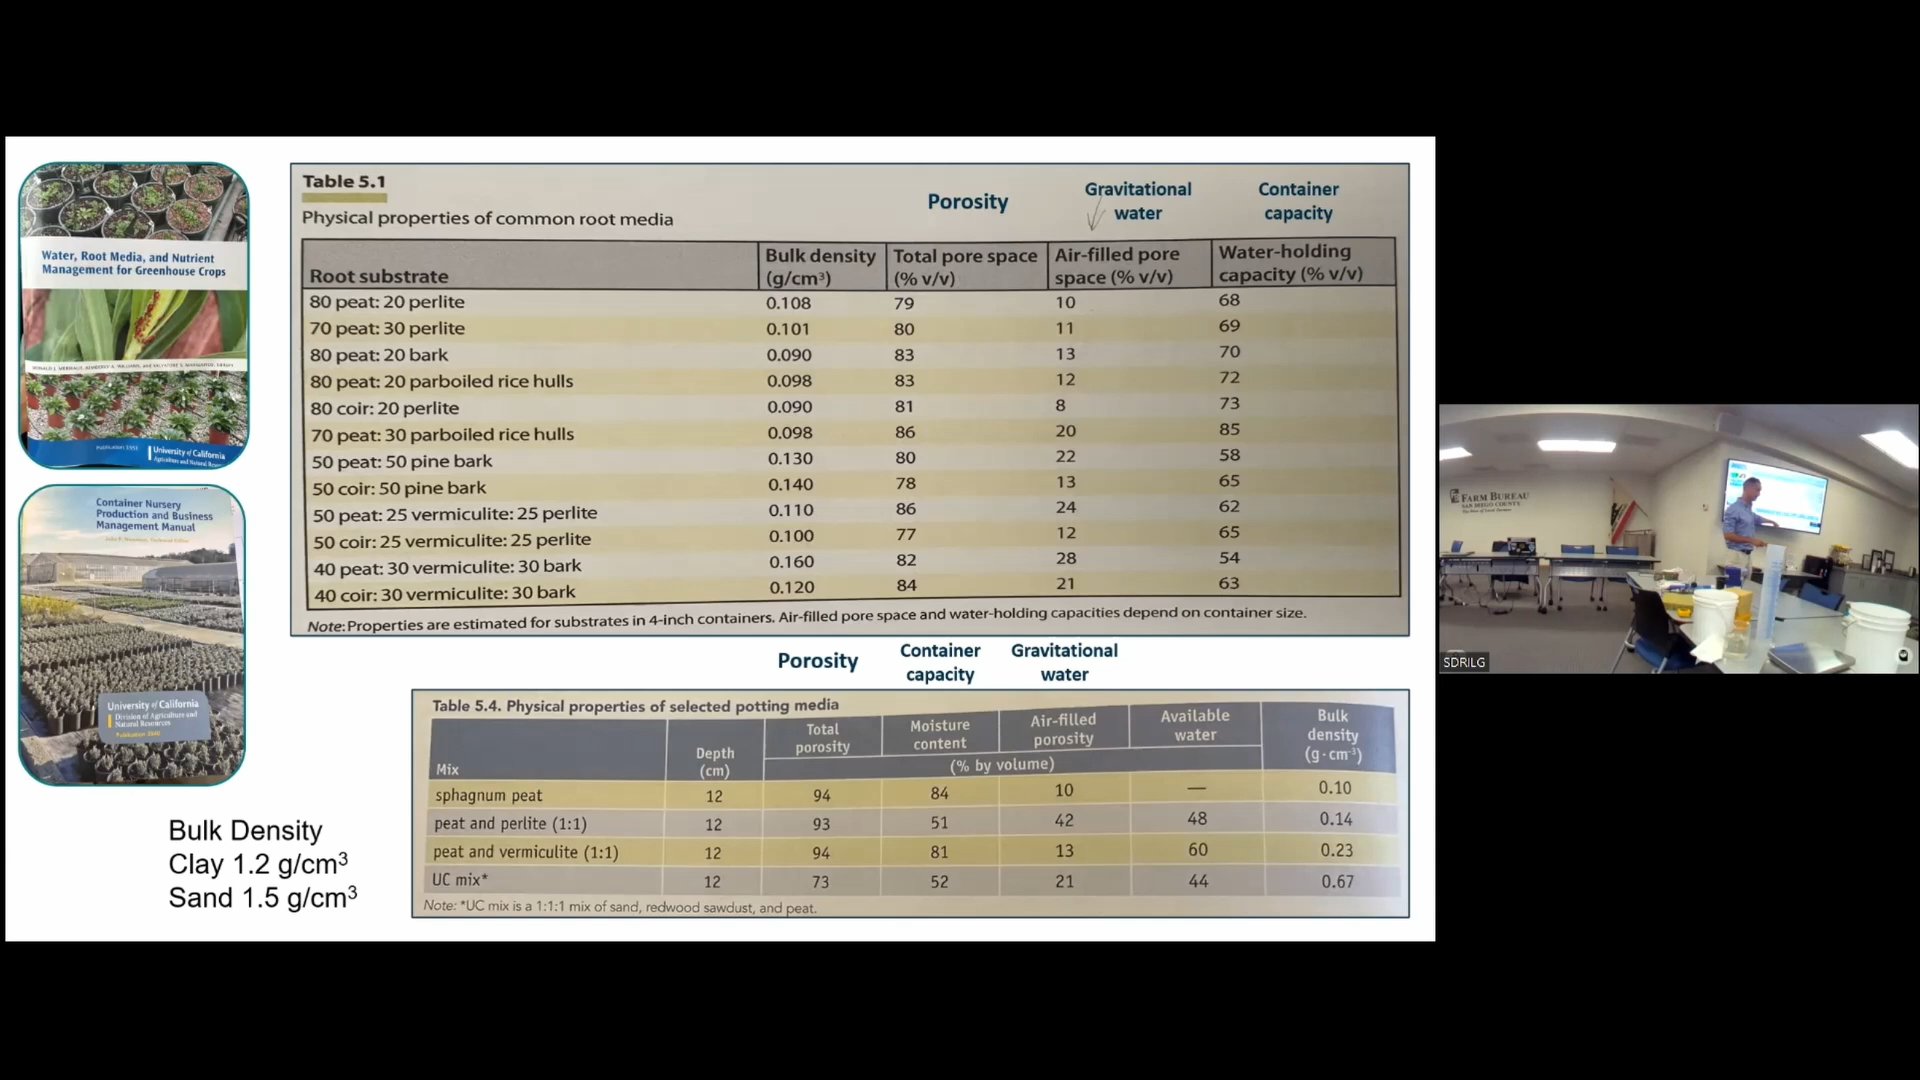 Water, Root Media, and Nutrient
Management for Greenhouse Crops
University of California
Container Nursery
Production and Business
Management Manual
University of California
Division of Agriculture and
Natural Resources
Bulk Density
Clay 1.2 g/cm³
Sand 1.5 g/cm³
Table 5.1
Physical properties of common root media
Porosity
Gravitational
water
Container
capacity
Root substrate | Bulk density (g/cm³) | Total pore space (% v/v) | Air-filled pore space (% v/v) | Water-holding capacity (% v/v)
80 peat: 20 perlite 0.108 79 10 68
70 peat: 30 perlite 0.101 80 11 69
80 peat: 20 bark 0.090 83 13 70
80 peat: 20 parboiled rice hulls 0.098 83 12 72
80 coir: 20 perlite 0.090 81 8 73
70 peat: 30 parboiled rice hulls 0.098 86 20 85
50 peat: 50 pine bark 0.130 80 22 58
50 coir: 50 pine bark 0.140 78 13 65
50 peat: 25 vermiculite: 25 perlite 0.110 86 24 62
50 coir: 25 vermiculite: 25 perlite 0.100 77 12 65
40 peat: 30 vermiculite: 30 bark 0.160 82 28 54
40 coir: 30 vermiculite: 30 bark 0.120 84 21 63
Note: Properties are estimated for substrates in 4-inch containers. Air-filled pore space and water-holding capacities depend on container size.
Porosity
Container
capacity
Gravitational
water
Table 5.4. Physical properties of selected potting media
Mix | Depth (cm) | Total porosity | Moisture content | Air-filled porosity | Available water | Bulk density (g·cm⁻³)
(% by volume)
sphagnum peat 12 94 84 10 — 0.10
peat and perlite (1:1) 12 93 51 42 48 0.14
peat and vermiculite (1:1) 12 94 81 13 60 0.23
UC mix* 12 73 52 21 44 0.67
Note: *UC mix is a 1:1:1 mix of sand, redwood sawdust, and peat.
FARM BUREAU
SAN DIEGO COUNTY
SDRILG